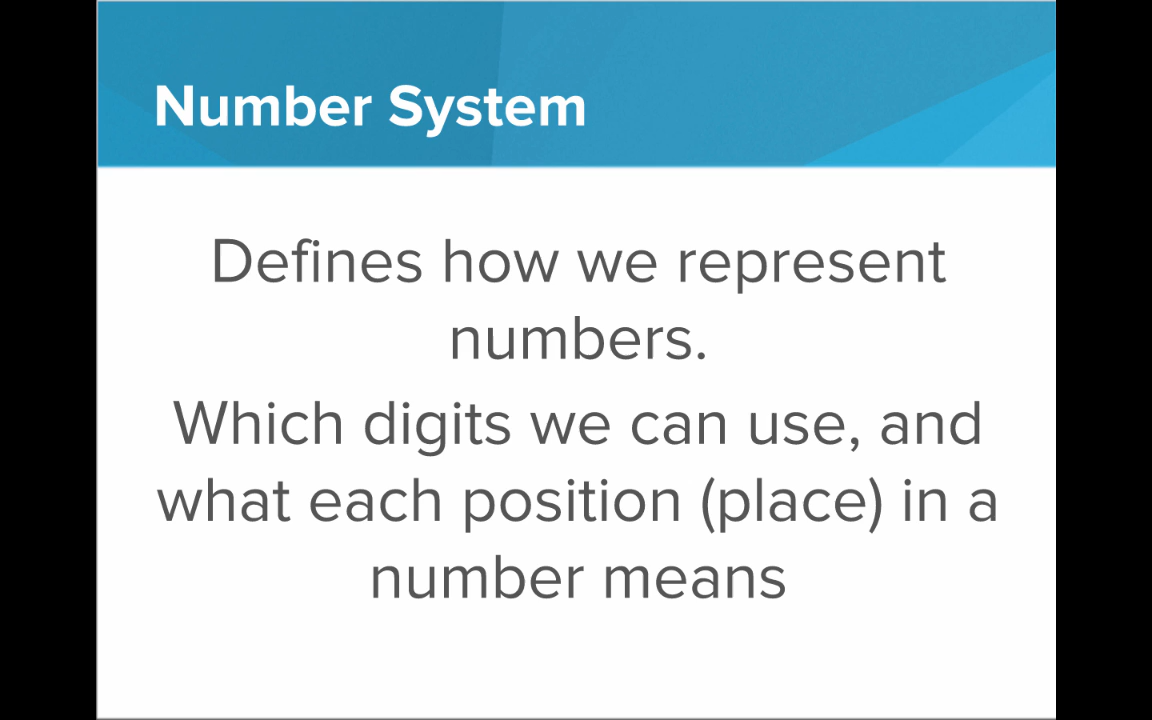 Number System
Defines how we represent
numbers.
Which digits we can use, and
what each position (place) in a
number means